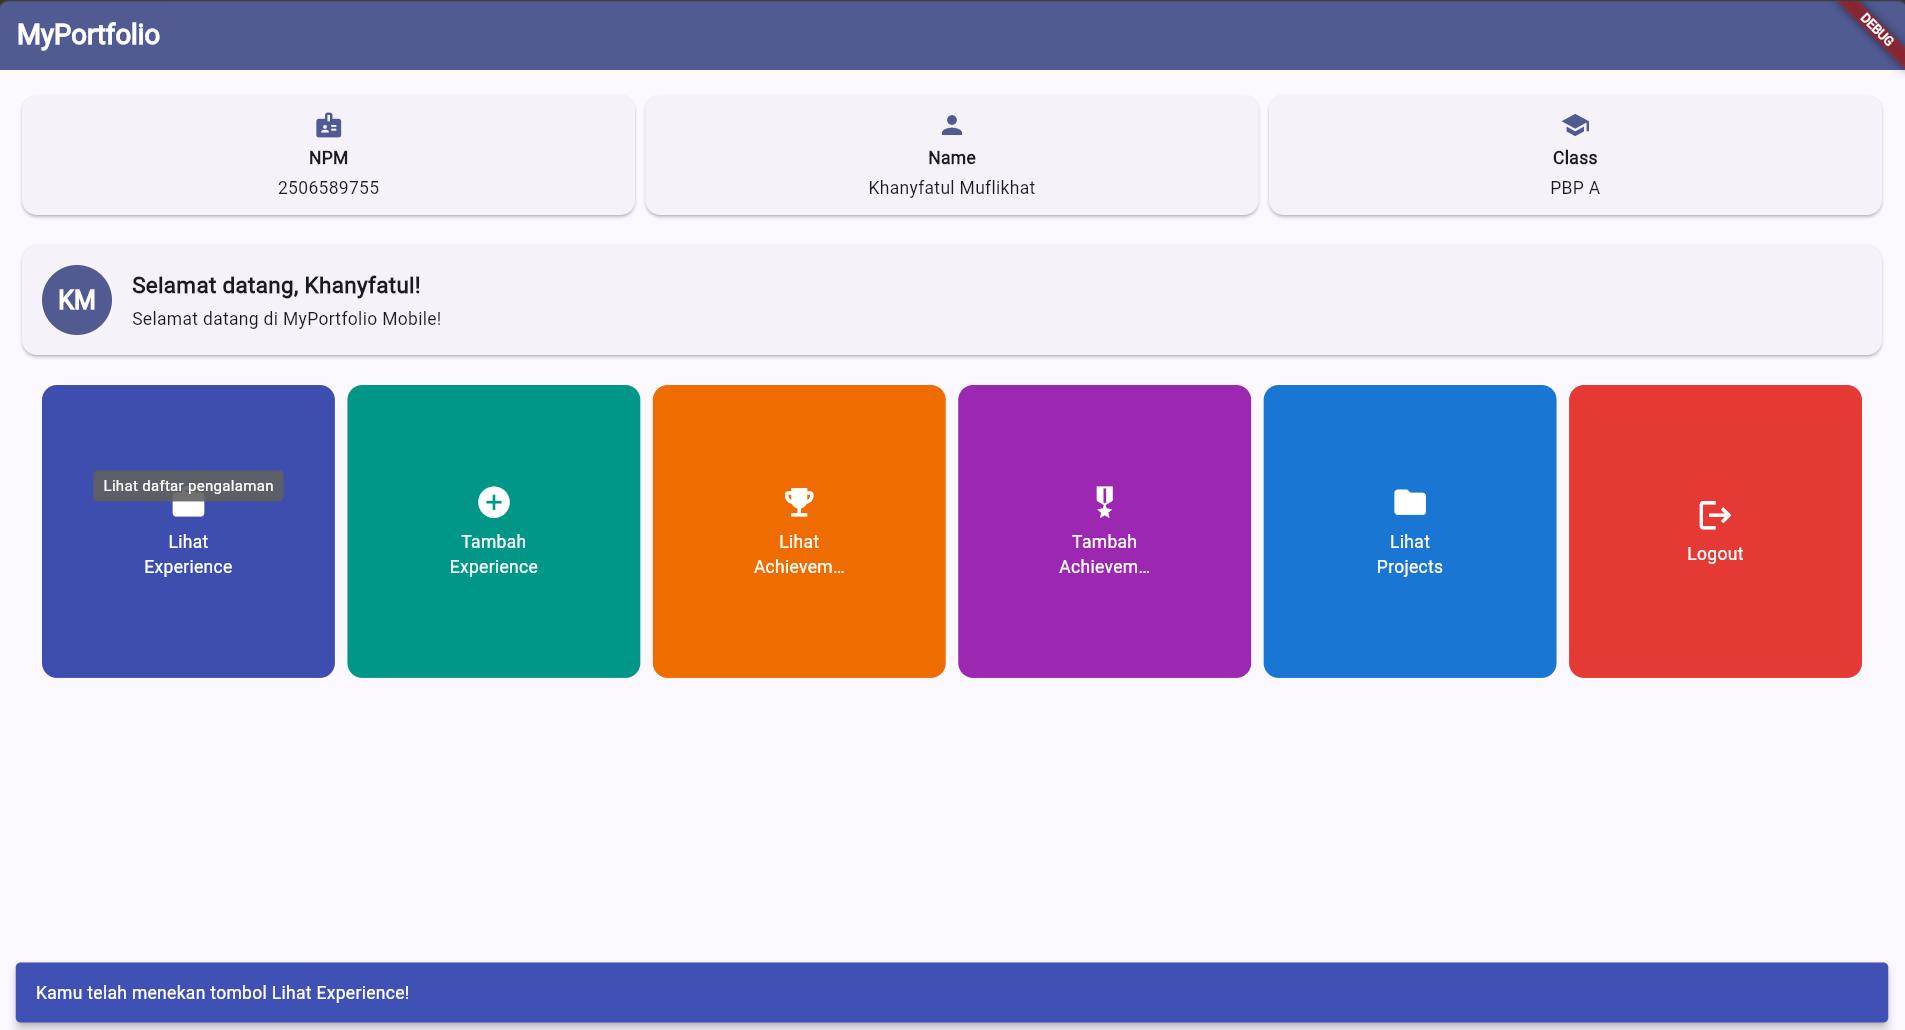 MyPortfolio
DEBUG
NPM
2506589755
Name
Khanyfatul Muflikhat
Class
PBP A
KM
Selamat datang, Khanyfatul!
Selamat datang di MyPortfolio Mobile!
Lihat daftar pengalaman
Lihat
Experience
Tambah
Experience
Lihat
Achievem...
Tambah
Achievem...
Lihat
Projects
Logout
Kamu telah menekan tombol Lihat Experience!